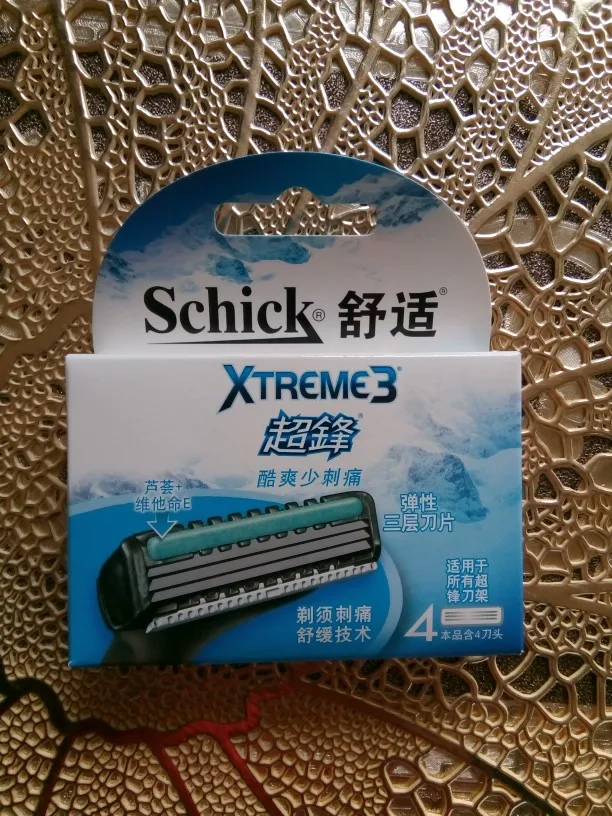 Schick® 舒适®
XTREME3®
超鋒®
酷爽少刺痛
芦荟+
维他命E
弹性
三层刀片
适用于
所有超
锋刀架
剃须刺痛
舒缓技术
4 本品含4刀头